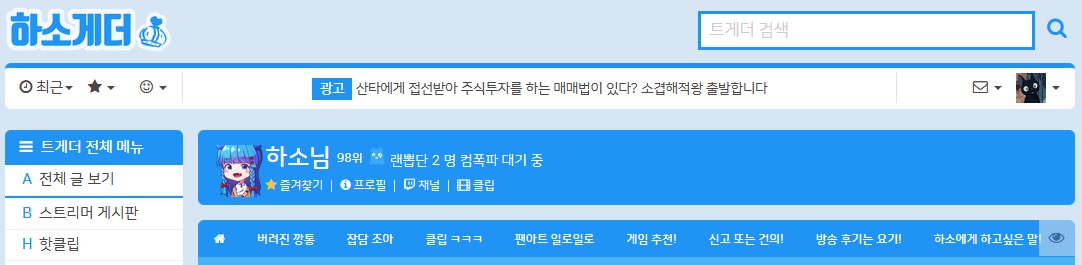 하소게더
트게더 검색
최근
광고 산타에게 접선받아 주식투자를 하는 매매법이 있다? 소겹해적왕 출발합니다
트게더 전체 메뉴
A 전체 글 보기
B 스트리머 게시판
H 핫클립
하소님 98위 랜뽑단 2 명 컴폭파 대기 중
즐겨찾기 | 프로필 | 채널 | 클립
버려진 깡통 잡담 조아 클립 ㅋㅋㅋ 팬아트 일로일로 게임 추천! 신고 또는 건의! 방송 후기는 요기! 하소에게 하고싶은 말!